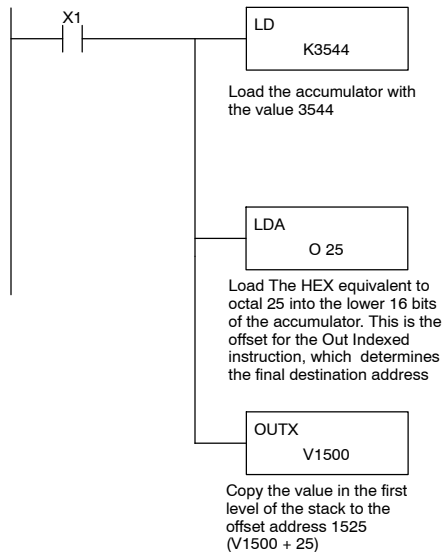 X1
LD
K3544
Load the accumulator with
the value 3544
LDA
O 25
Load The HEX equivalent to
octal 25 into the lower 16 bits
of the accumulator. This is the
offset for the Out Indexed
instruction, which determines
the final destination address
OUTX
V1500
Copy the value in the first
level of the stack to the
offset address 1525
(V1500 + 25)